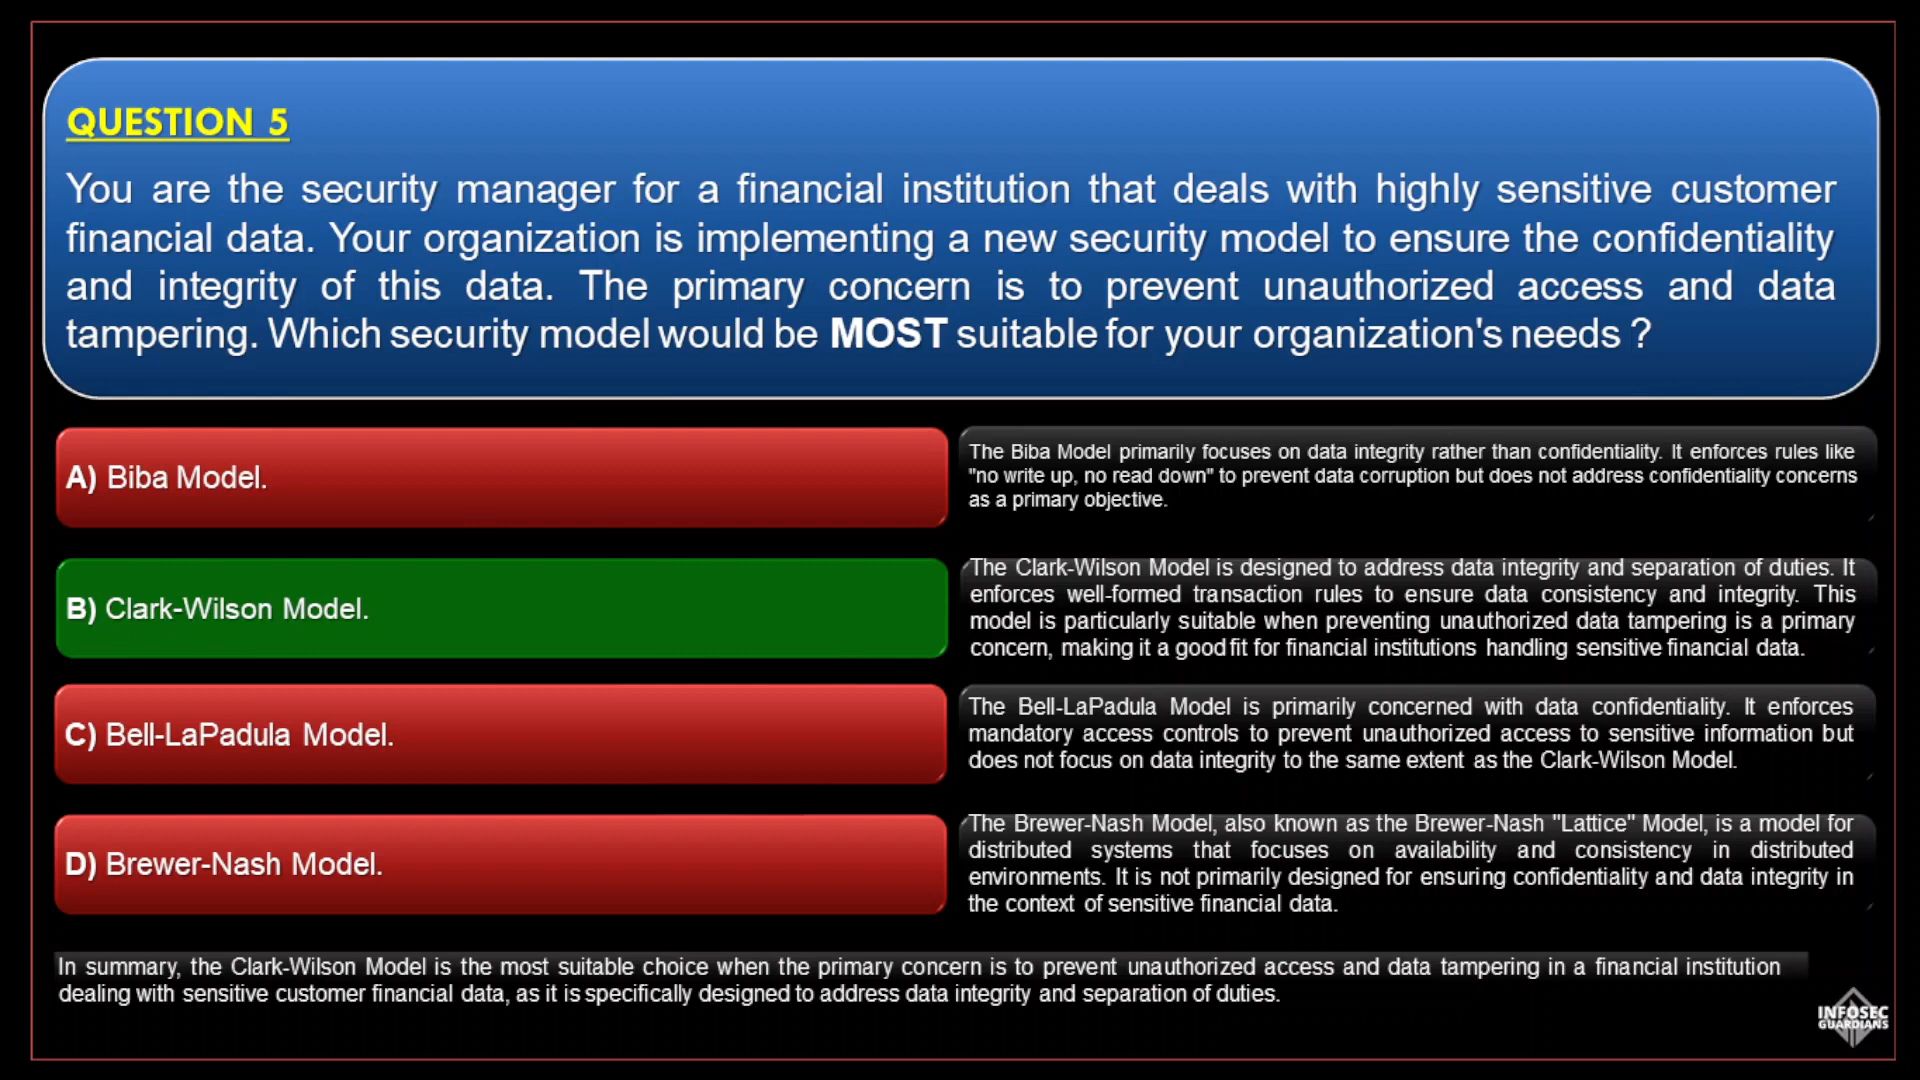 QUESTION 5
You are the security manager for a financial institution that deals with highly sensitive customer
financial data. Your organization is implementing a new security model to ensure the confidentiality
and integrity of this data. The primary concern is to prevent unauthorized access and data
tampering. Which security model would be MOST suitable for your organization's needs ?
A) Biba Model.
The Biba Model primarily focuses on data integrity rather than confidentiality. It enforces rules like
"no write up, no read down" to prevent data corruption but does not address confidentiality concerns
as a primary objective.
B) Clark-Wilson Model.
The Clark-Wilson Model is designed to address data integrity and separation of duties. It
enforces well-formed transaction rules to ensure data consistency and integrity. This
model is particularly suitable when preventing unauthorized data tampering is a primary
concern, making it a good fit for financial institutions handling sensitive financial data.
C) Bell-LaPadula Model.
The Bell-LaPadula Model is primarily concerned with data confidentiality. It enforces
mandatory access controls to prevent unauthorized access to sensitive information but
does not focus on data integrity to the same extent as the Clark-Wilson Model.
D) Brewer-Nash Model.
The Brewer-Nash Model, also known as the Brewer-Nash "Lattice" Model, is a model for
distributed systems that focuses on availability and consistency in distributed
environments. It is not primarily designed for ensuring confidentiality and data integrity in
the context of sensitive financial data.
In summary, the Clark-Wilson Model is the most suitable choice when the primary concern is to prevent unauthorized access and data tampering in a financial institution
dealing with sensitive customer financial data, as it is specifically designed to address data integrity and separation of duties.
INFOSEC
GUARDIANS